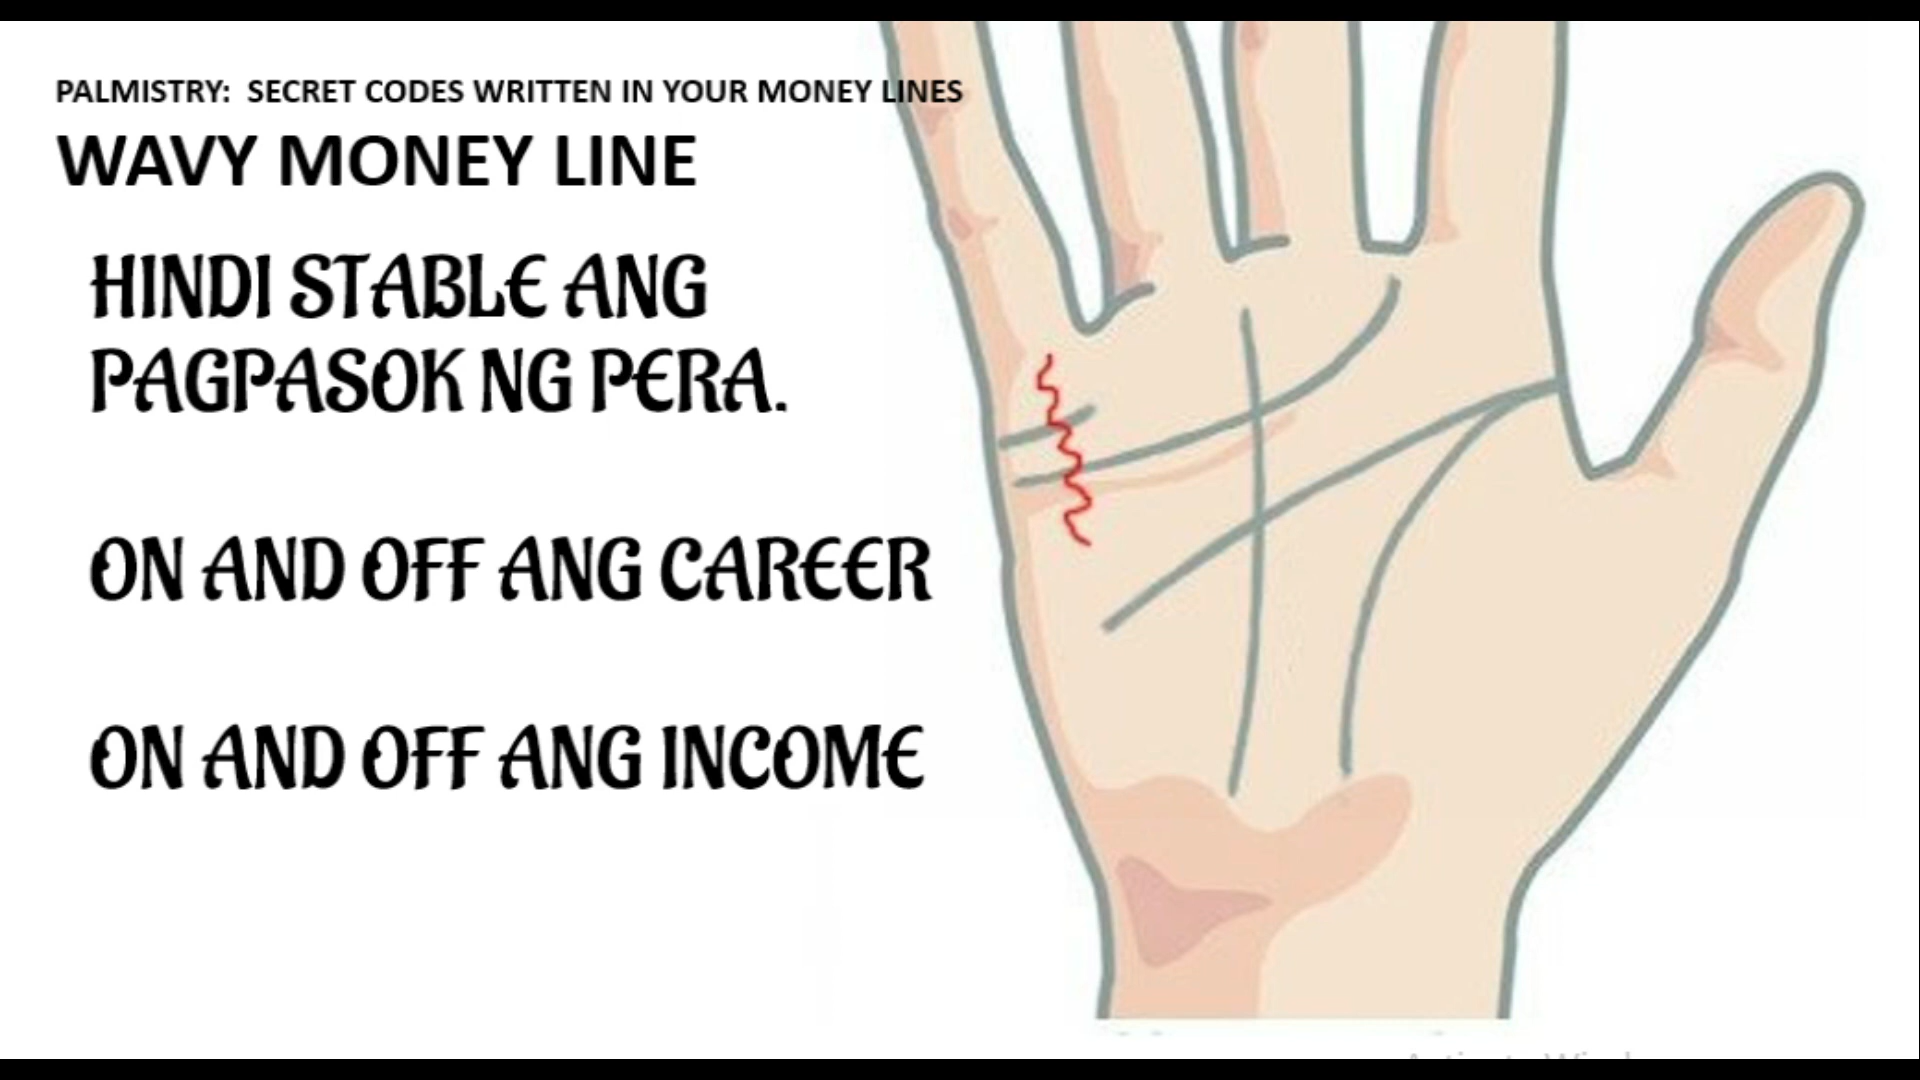 PALMISTRY: SECRET CODES WRITTEN IN YOUR MONEY LINES
WAVY MONEY LINE
HINDI STABLE ANG
PAGPASOK NG PERA.
ON AND OFF ANG CAREER
ON AND OFF ANG INCOME